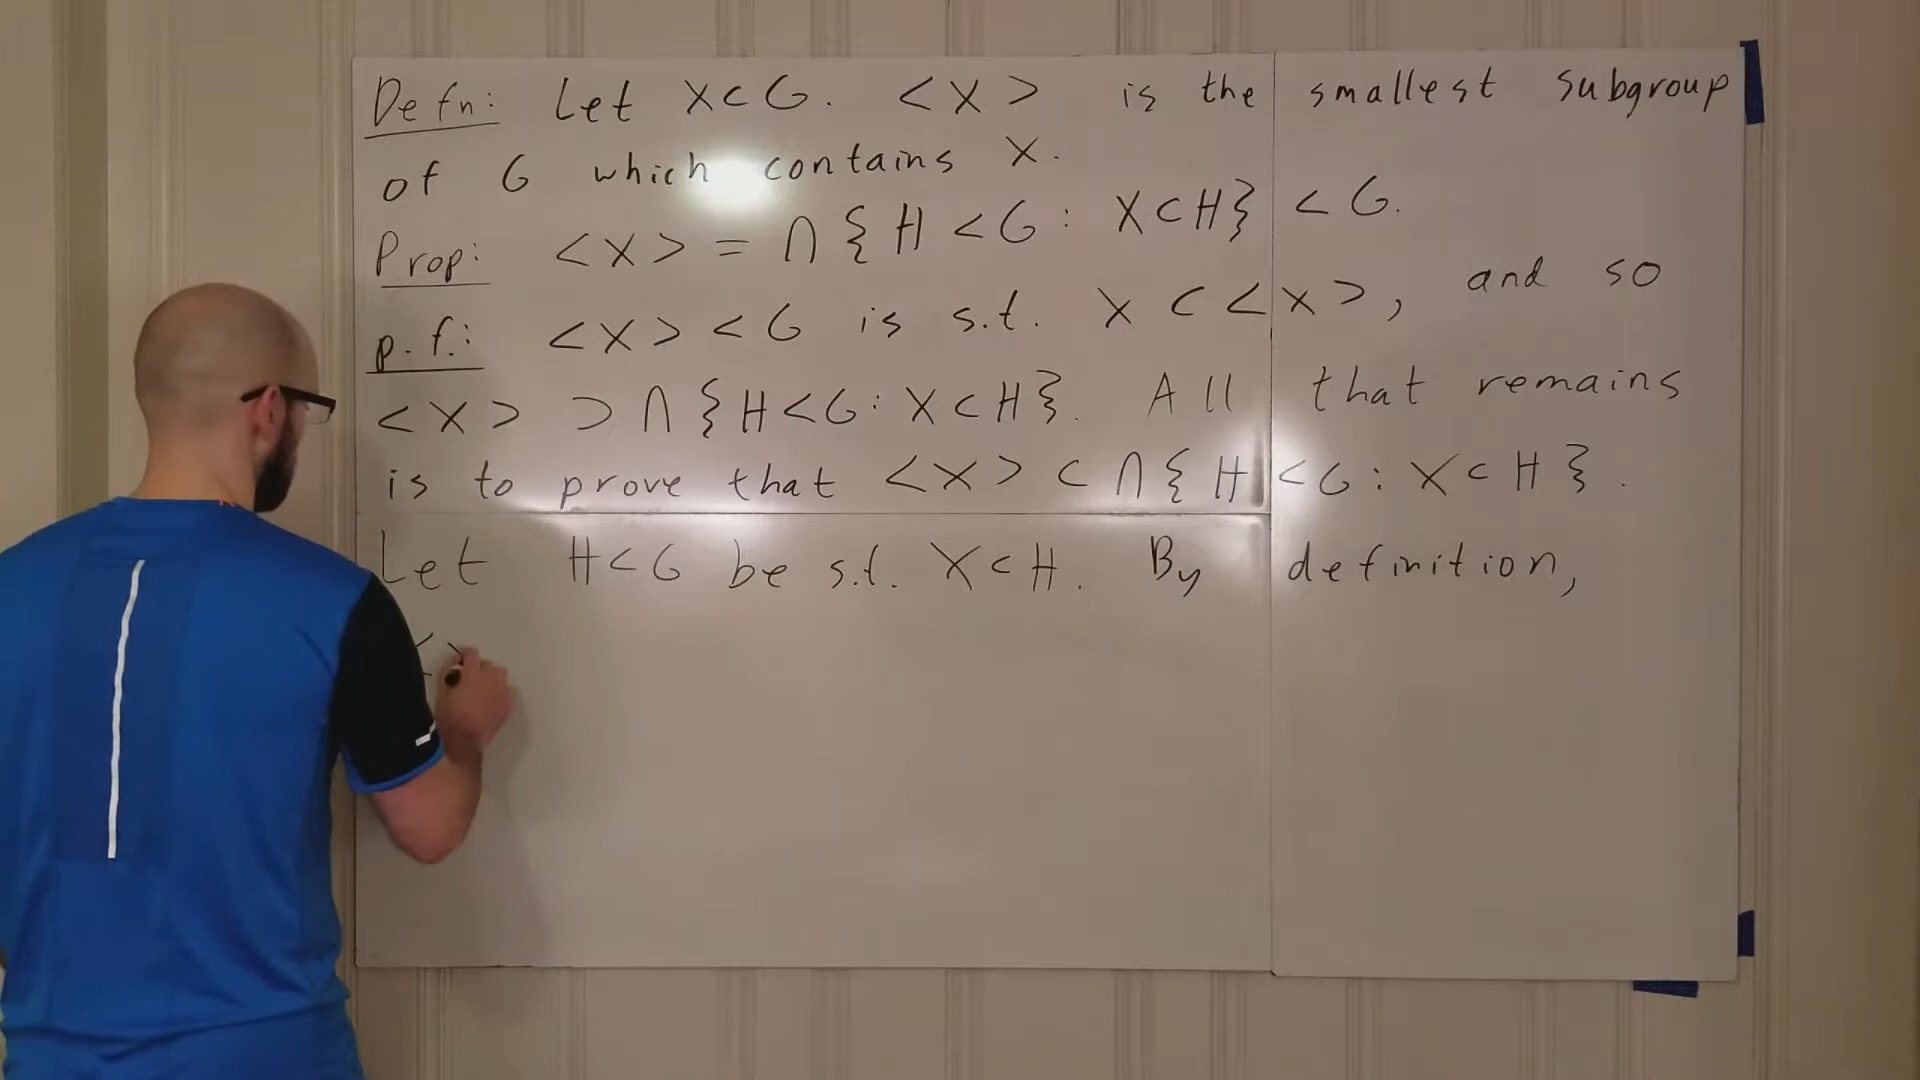 Defn: Let X⊂G. <X> is the smallest subgroup
of G which contains X.
Prop: <X> = ∩{H<G: X⊂H} < G.
p.f.: <X> < G is s.t. X ⊂ <X>, and so
<X> ⊃ ∩{H<G: X⊂H}. All that remains
is to prove that <X> ⊂ ∩{H<G: X⊂H}.
Let H<G be s.t. X⊂H. By definition,
<